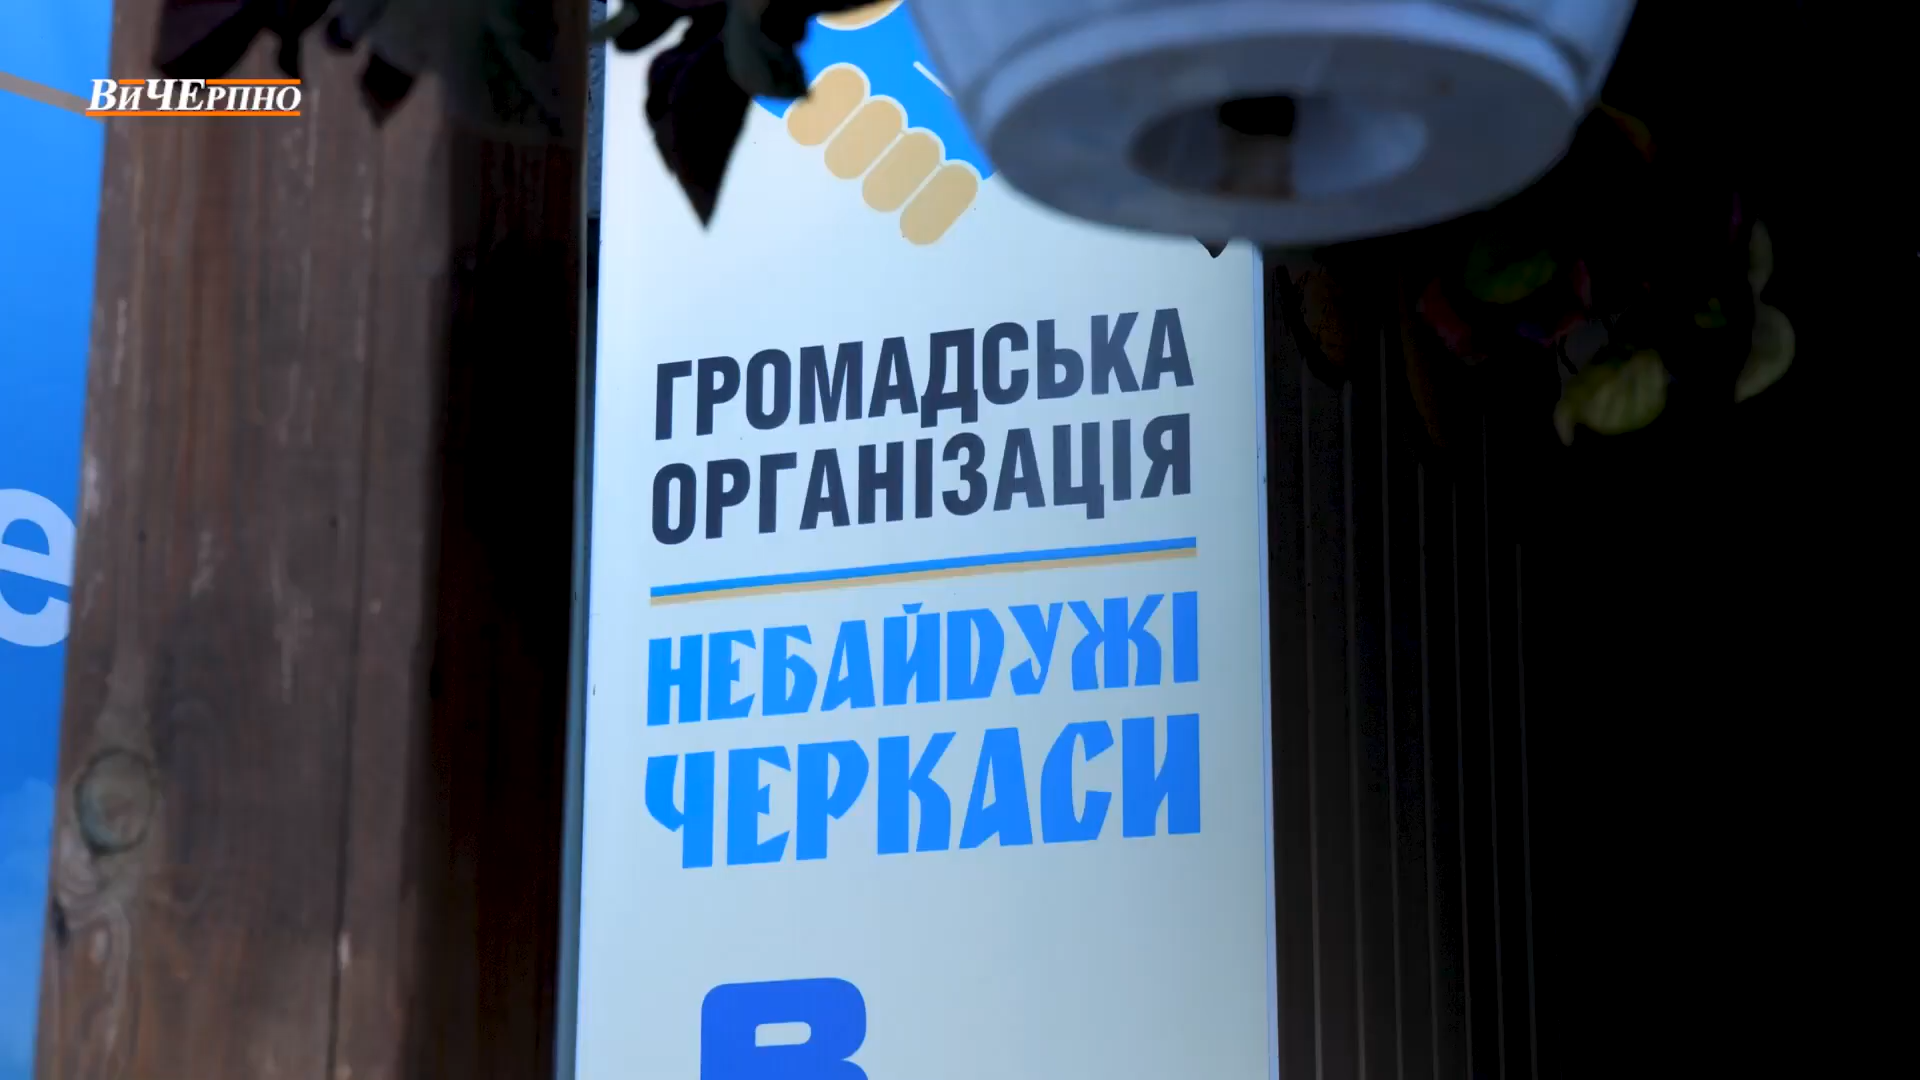 ВиЧЕрпно
ГРОМАДСЬКА
ОРГАНІЗАЦІЯ
НЕБАЙДУЖІ
ЧЕРКАСИ